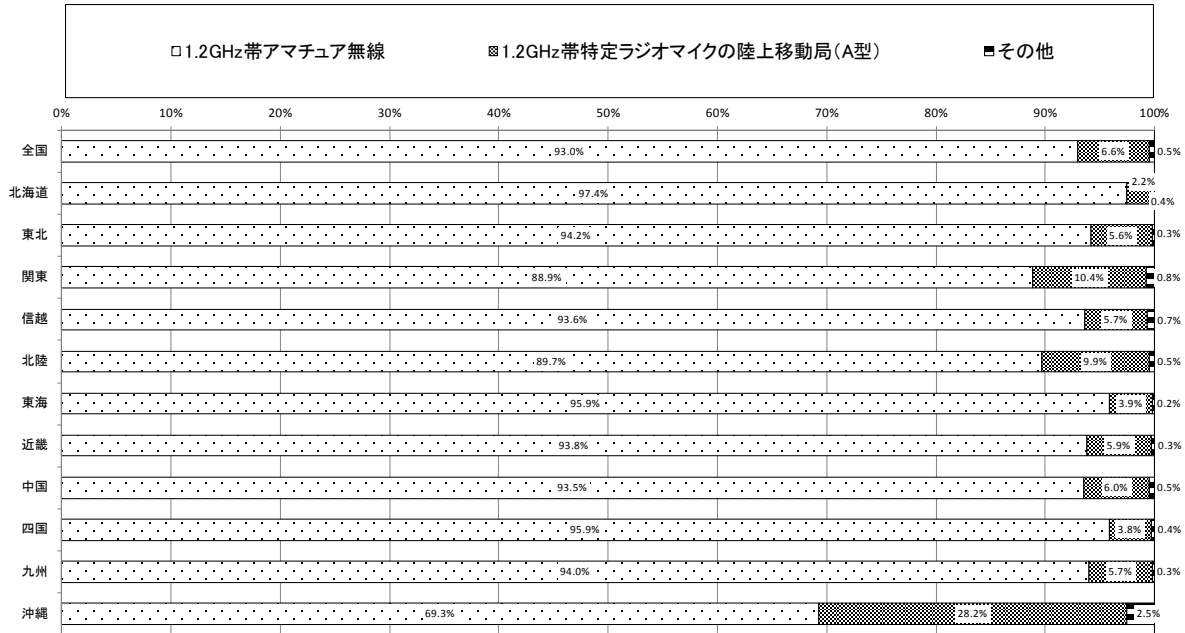 1.2GHz帯アマチュア無線 1.2GHz帯特定ラジオマイクの陸上移動局(A型) その他
0% 10% 20% 30% 40% 50% 60% 70% 80% 90% 100%
全国 93.0% 6.6% 0.5%
北海道 97.4% 2.2% 0.4%
東北 94.2% 5.6% 0.3%
関東 88.9% 10.4% 0.8%
信越 93.6% 5.7% 0.7%
北陸 89.7% 9.9% 0.5%
東海 95.9% 3.9% 0.2%
近畿 93.8% 5.9% 0.3%
中国 93.5% 6.0% 0.5%
四国 95.9% 3.8% 0.4%
九州 94.0% 5.7% 0.3%
沖縄 69.3% 28.2% 2.5%